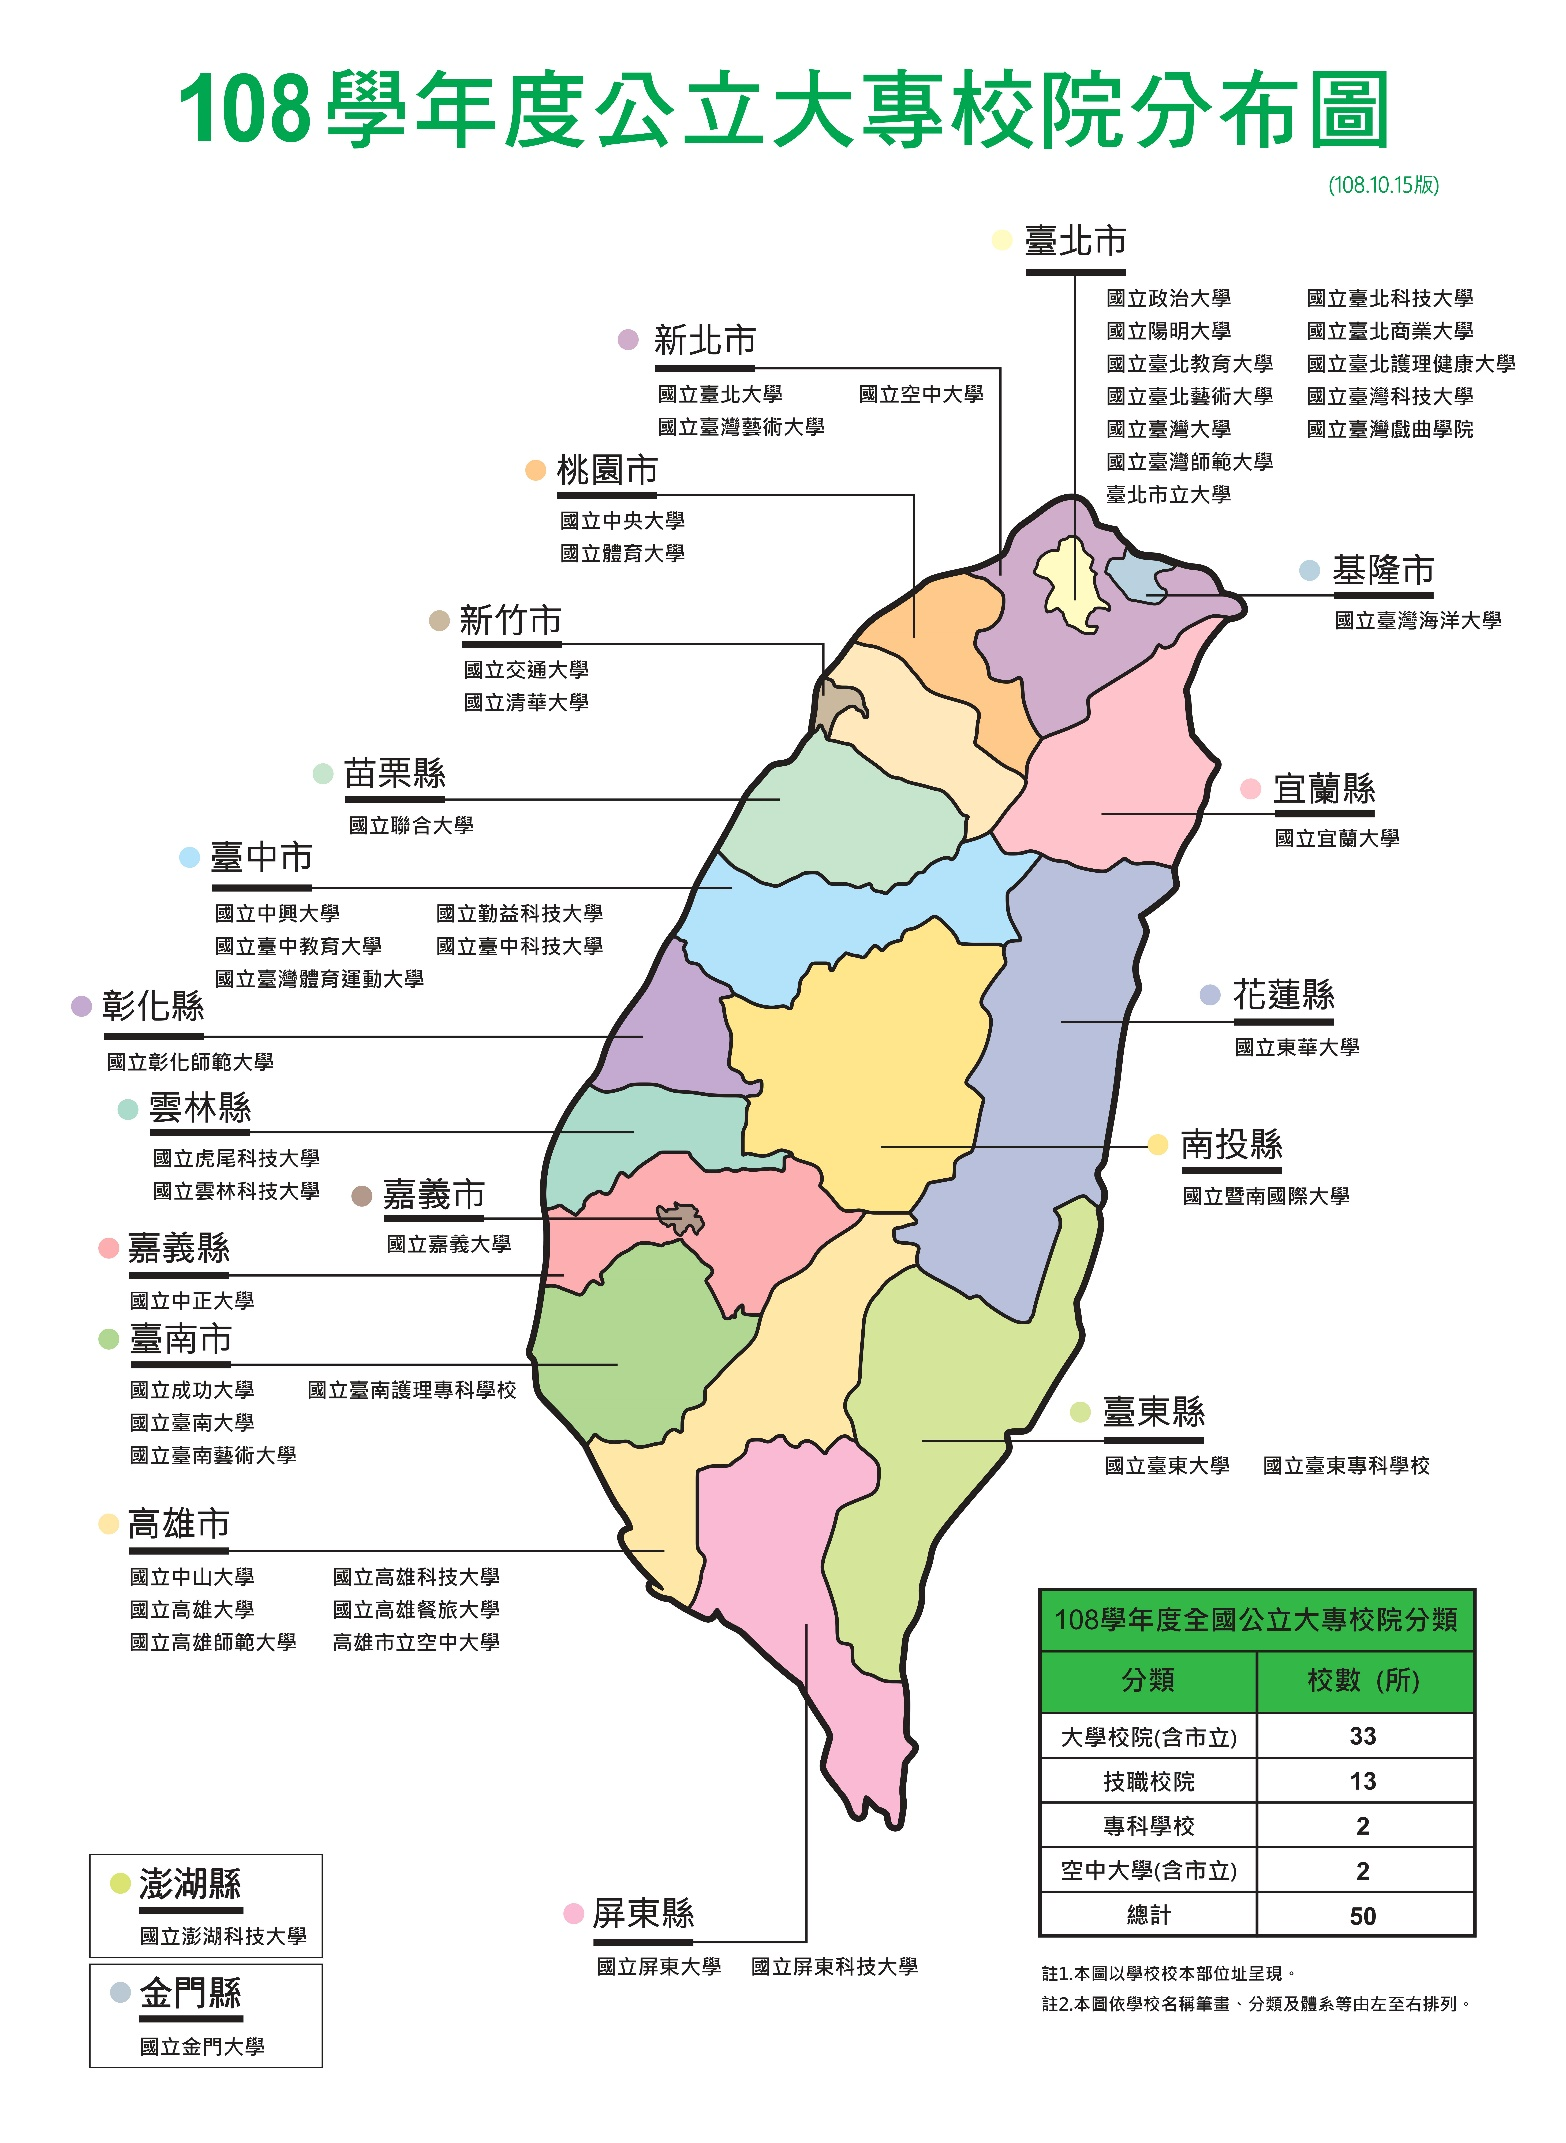 108學年度公立大專校院分布圖
(108.10.15版)
臺北市
國立政治大學 國立臺北科技大學
國立陽明大學 國立臺北商業大學
國立臺北教育大學 國立臺北護理健康大學
國立臺北藝術大學 國立臺灣科技大學
國立臺灣大學 國立臺灣戲曲學院
國立臺灣師範大學
臺北市立大學
新北市
國立臺北大學 國立空中大學
國立臺灣藝術大學
桃園市
國立中央大學
國立體育大學
基隆市
國立臺灣海洋大學
新竹市
國立交通大學
國立清華大學
苗栗縣
國立聯合大學
宜蘭縣
國立宜蘭大學
臺中市
國立中興大學 國立勤益科技大學
國立臺中教育大學 國立臺中科技大學
國立臺灣體育運動大學
彰化縣
國立彰化師範大學
花蓮縣
國立東華大學
雲林縣
國立虎尾科技大學
國立雲林科技大學
南投縣
國立暨南國際大學
嘉義市
國立嘉義大學
嘉義縣
國立中正大學
臺南市
國立成功大學 國立臺南護理專科學校
國立臺南大學
國立臺南藝術大學
臺東縣
國立臺東大學 國立臺東專科學校
高雄市
國立中山大學 國立高雄科技大學
國立高雄大學 國立高雄餐旅大學
國立高雄師範大學 高雄市立空中大學
108學年度全國公立大專校院分類
分類 校數 (所)
大學校院(含市立) 33
技職校院 13
專科學校 2
空中大學(含市立) 2
總計 50
澎湖縣
國立澎湖科技大學
金門縣
國立金門大學
屏東縣
國立屏東大學 國立屏東科技大學
註1.本圖以學校校本部位址呈現。
註2.本圖依學校名稱筆畫、分類及體系等由左至右排列。